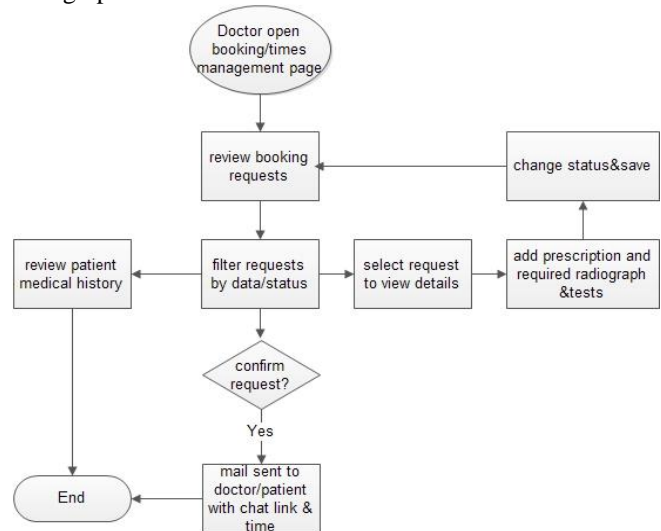 Doctor open
booking/times
management page
review booking
requests
change status&save
review patient
medical history
filter requests
by data/status
select request
to view details
add prescription and
required radiograph
&tests
confirm
request?
Yes
mail sent to
doctor/patient
with chat link &
time
End